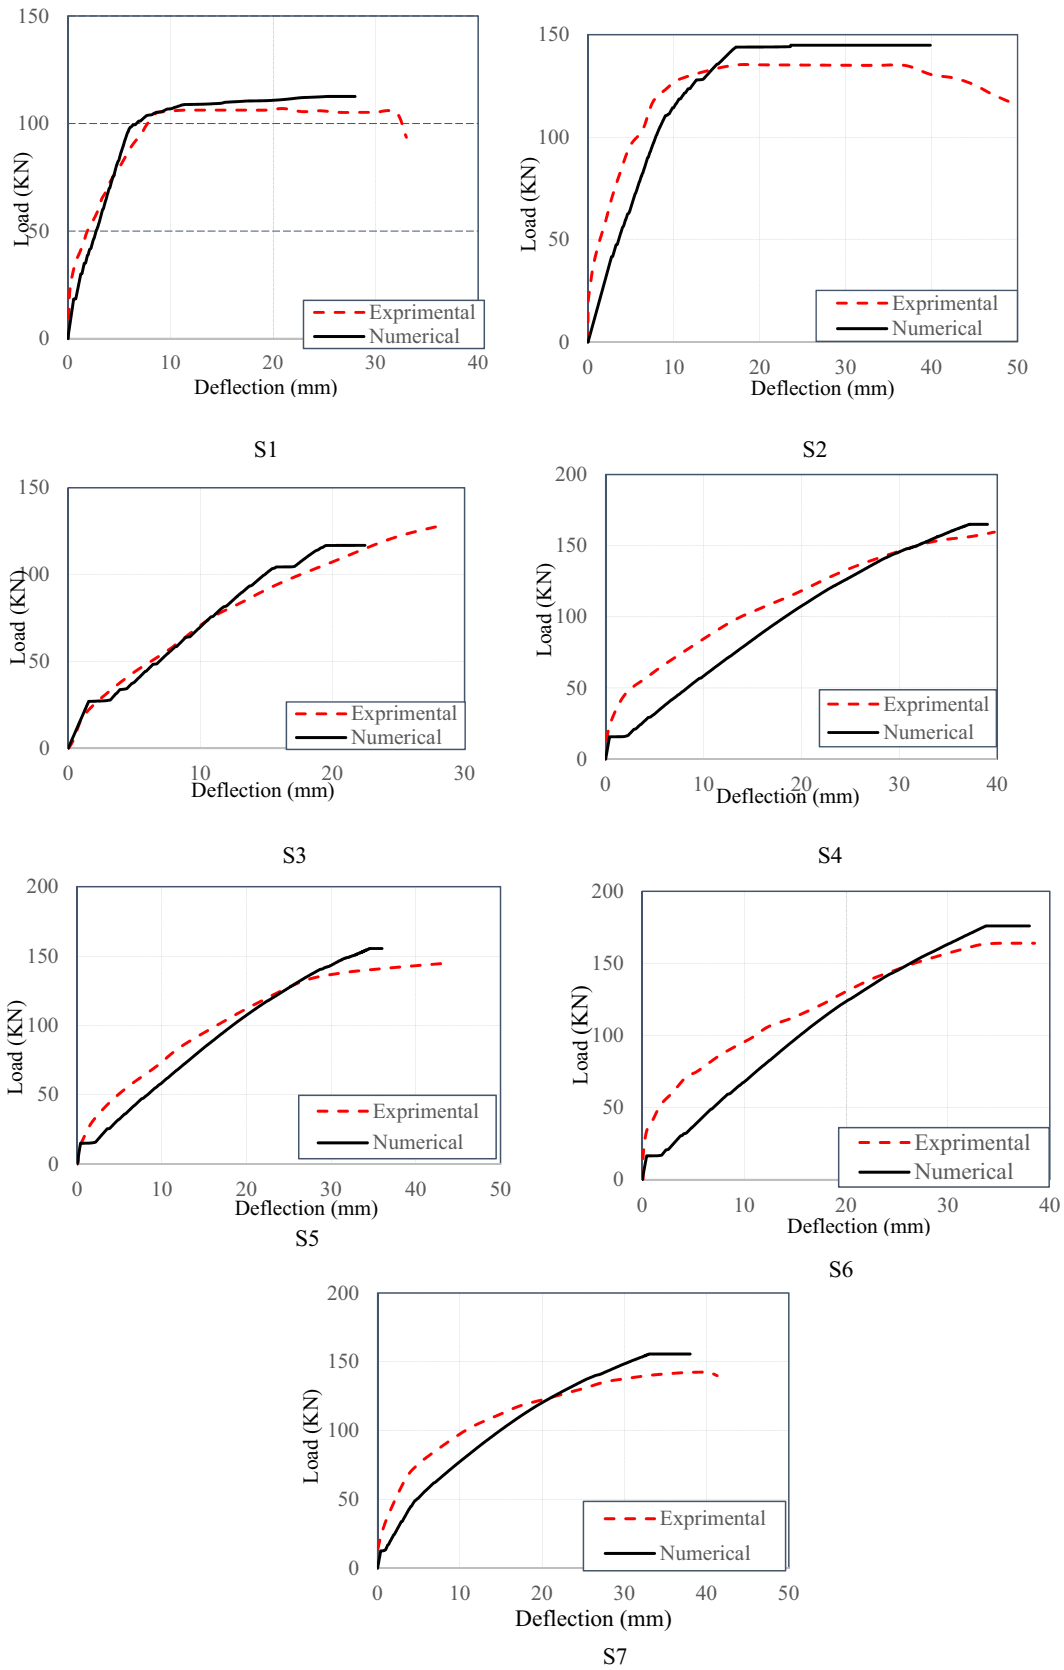 150
100
50
0
Load (KN)
Exprimental
Numerical
0 10 20 30 40
Deflection (mm)
S1
150
100
50
0
Load (KN)
Exprimental
Numerical
0 10 20 30 40 50
Deflection (mm)
S2
150
100
50
0
Load (KN)
Exprimental
Numerical
0 10 20 30
Deflection (mm)
S3
200
150
100
50
0
Load (KN)
Exprimental
Numerical
0 10 20 30 40
Deflection (mm)
S4
200
150
100
50
0
Load (KN)
Exprimental
Numerical
0 10 20 30 40 50
Deflection (mm)
S5
200
150
100
50
0
Load (KN)
Exprimental
Numerical
0 10 20 30 40
Deflection (mm)
S6
200
150
100
50
0
Load (KN)
Exprimental
Numerical
0 10 20 30 40 50
Deflection (mm)
S7